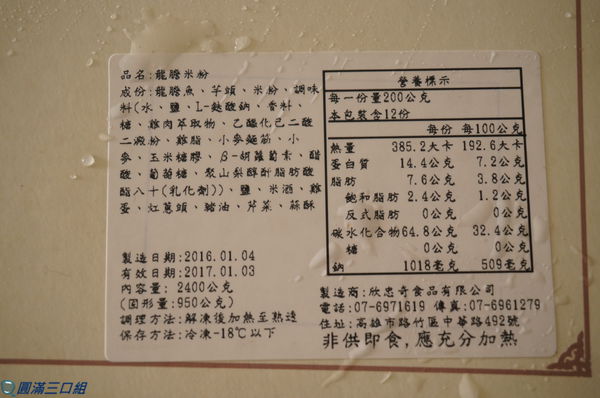 品名:龍膽米粉
成份:龍膽魚、芋頭、米粉、調味
料(水、鹽、L-麩酸鈉、香料、
糖、雞肉萃取物、乙醯化己二酸
二澱粉、雞脂、小麥麵筋、小
麥、玉米糖膠、β-胡蘿蔔素、醋
酸、葡萄糖、聚山梨醇酐脂肪酸
酯八十(乳化劑))、鹽、米酒、雞
蛋、紅蔥頭、豬油、芹菜、蒜酥
製造日期:2016.01.04
有效日期:2017.01.03
內容量: 2400公克
(固形量:950公克)
調理方法:解凍後加熱至熟透
保存方法:冷凍-18℃以下
營養標示
每一份量200公克
本包裝含12份
每份 每100公克
熱量 385.2大卡 192.6大卡
蛋白質 14.4公克 7.2公克
脂肪 7.6公克 3.8公克
飽和脂肪 2.4公克 1.2公克
反式脂肪 0公克 0公克
碳水化合物 64.8公克 32.4公克
糖 0公克 0公克
鈉 1018毫克 509毫克
製造商:欣忠奇食品有限公司
電話:07-6971619 傳真:07-6961279
住址:高雄市路竹區中華路492號
非供即食,應充分加熱
圓滿三口組